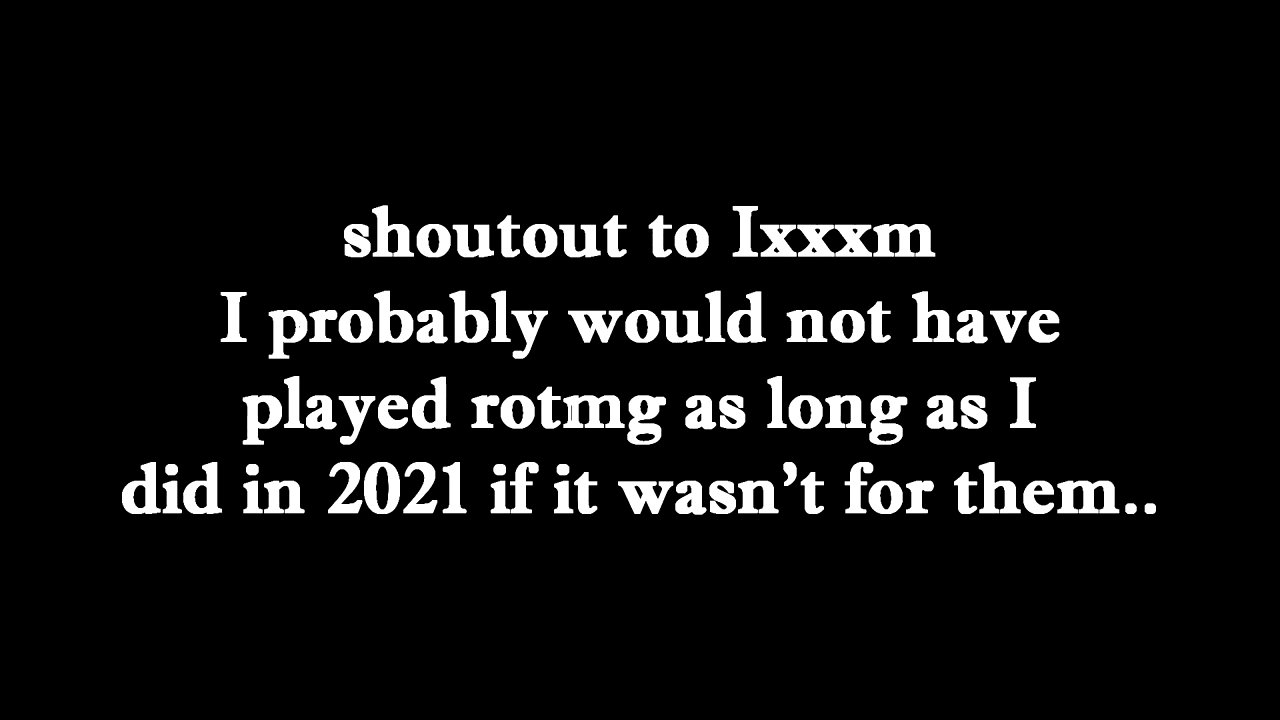 shoutout to Ixxxm
I probably would not have
played rotmg as long as I
did in 2021 if it wasn’t for them..